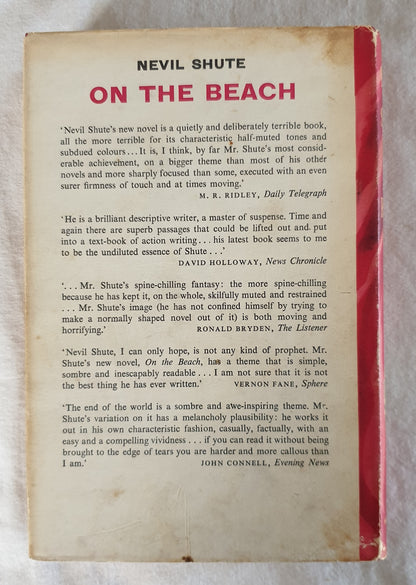 NEVIL SHUTE
ON THE BEACH
'Nevil Shute's new novel is a quietly and deliberately terrible book,
all the more terrible for its characteristic half-muted tones and
subdued colours . . . It is, I think, by far Mr. Shute's most consid-
erable achievement, on a bigger theme than most of his other
novels and more sharply focused than some, executed with an even
surer firmness of touch and at times moving.'
M. R. RIDLEY, Daily Telegraph
'He is a brilliant descriptive writer, a master of suspense. Time and
again there are superb passages that could be lifted out and put
into a text-book of action writing . . . his latest book seems to me
to be the undiluted essence of Shute . . .'
DAVID HOLLOWAY, News Chronicle
'. . . Mr. Shute's spine-chilling fantasy: the more spine-chilling
because he has kept it, on the whole, skilfully muted and restrained
. . . Mr. Shute's image (he has not confined himself by trying to
make a normally shaped novel out of it) is both moving and
horrifying.' RONALD BRYDEN, The Listener
'Nevil Shute, I can only hope, is not any kind of prophet. Mr.
Shute's new novel, On the Beach, has a theme that is simple,
sombre and inescapably readable . . . I am not sure that it is not
the best thing he has ever written.' VERNON FANE, Sphere
'The end of the world is a sombre and awe-inspiring theme. Mr.
Shute's variation on it has a melancholy plausibility: he works it
out in his own characteristic fashion, casually, factually, with an
easy and a compelling vividness . . . if you can read it without being
brought to the edge of tears you are harder and more callous than
I am.' JOHN CONNELL, Evening News